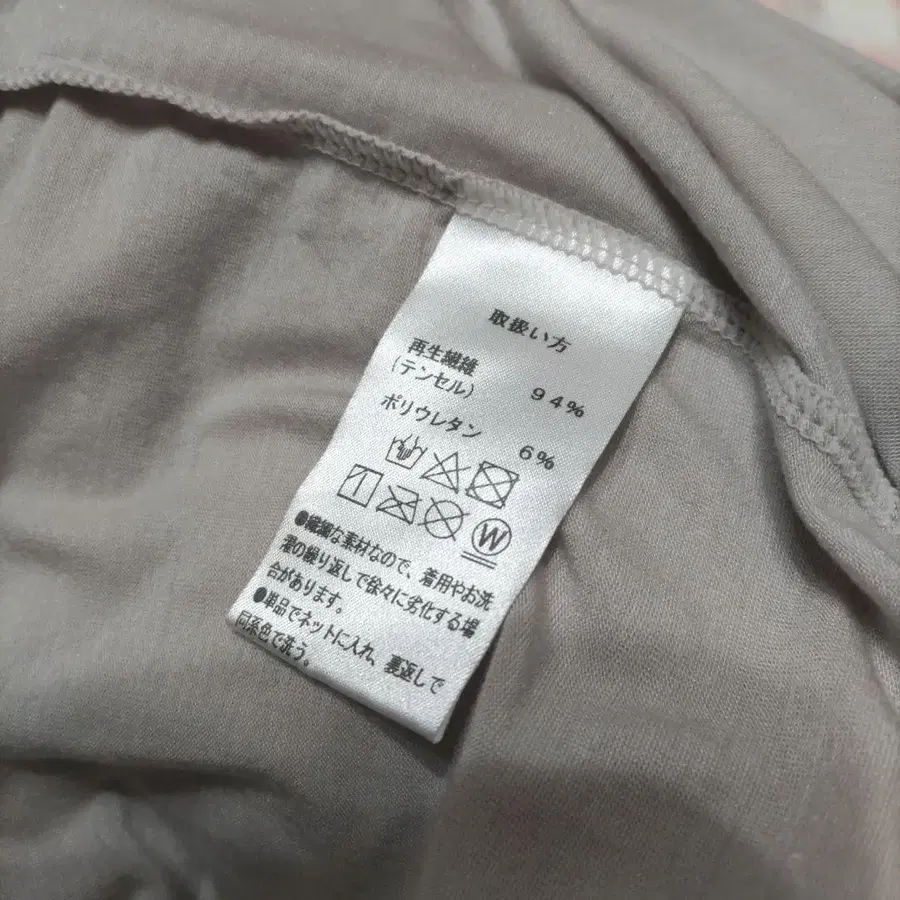 取扱い方
再生繊維
(テンセル) 94%
ポリウレタン 6%
W
●繊細な素材なので、着用やお洗
濯の繰り返しで徐々に劣化する場
合があります。
●単品でネットに入れ、裏返しで
同系色で洗う。